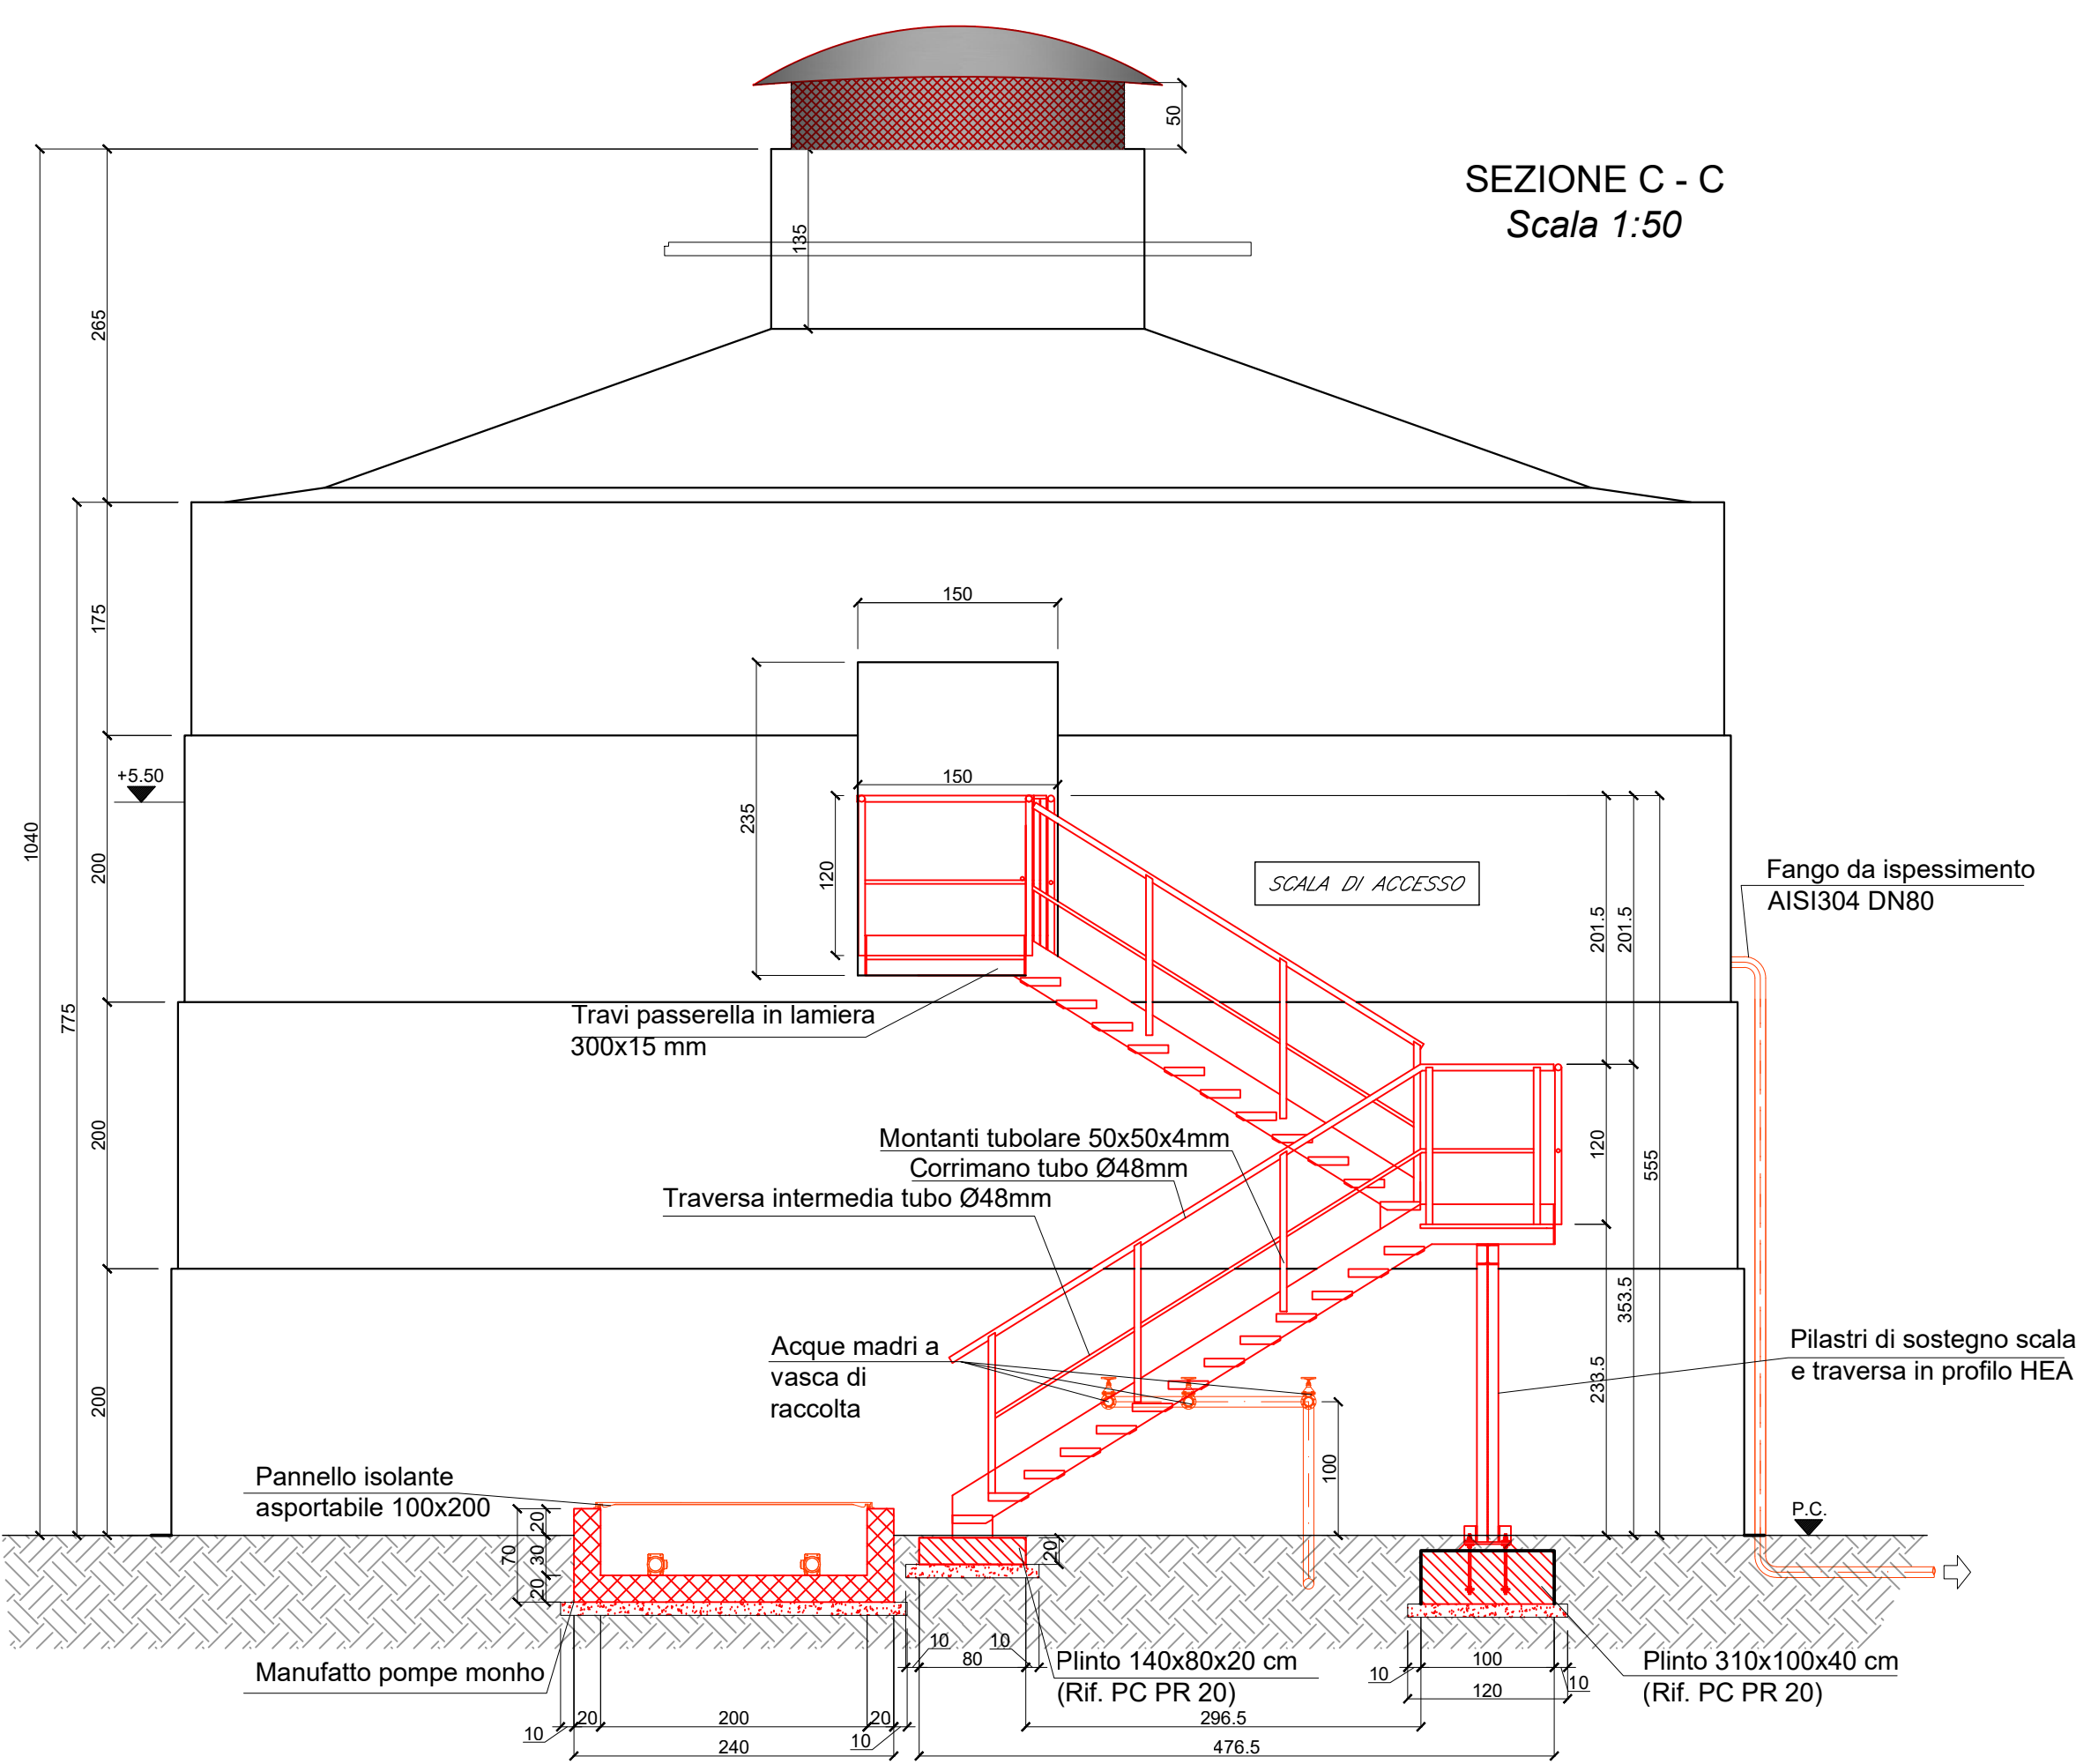 SEZIONE C - C
Scala 1:50
50
135
265
175
200
200
200
1040
775
+5.50
150
150
235
120
SCALA DI ACCESSO
Fango da ispessimento
AISI304 DN80
201.5
201.5
120
555
353.5
233.5
Travi passerella in lamiera
300x15 mm
Montanti tubolare 50x50x4mm
Corrimano tubo Ø48mm
Traversa intermedia tubo Ø48mm
Acque madri a
vasca di
raccolta
Pilastri di sostegno scala
e traversa in profilo HEA
100
P.C.
Pannello isolante
asportabile 100x200
70
20
30
20
20
Manufatto pompe monho
10
20
200
20
10
240
10
80
10
Plinto 140x80x20 cm
(Rif. PC PR 20)
296.5
476.5
10
100
10
120
Plinto 310x100x40 cm
(Rif. PC PR 20)